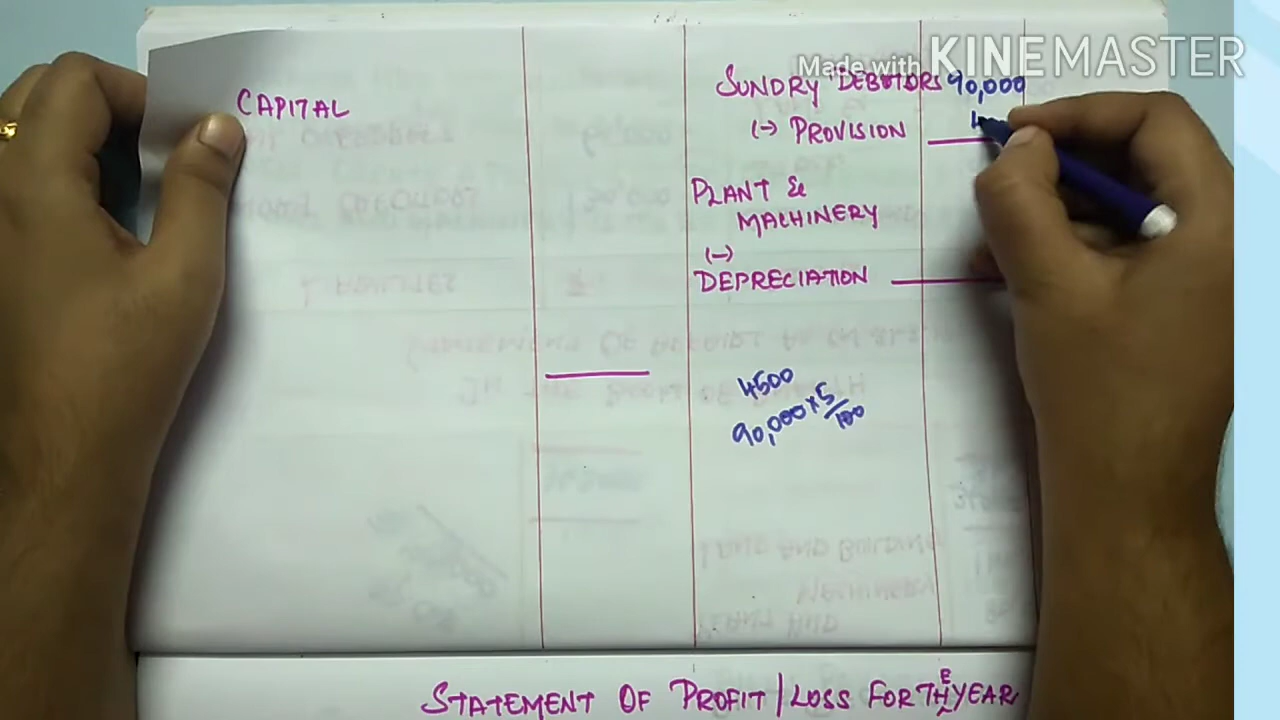 Made with KINEMASTER
CAPITAL
SUNDRY DEBTORS 90,000
(-) PROVISION
PLANT &
MACHINERY
(-)
DEPRECIATION
4500
90,000 × 5/100
STATEMENT OF PROFIT / LOSS FOR THE YEAR